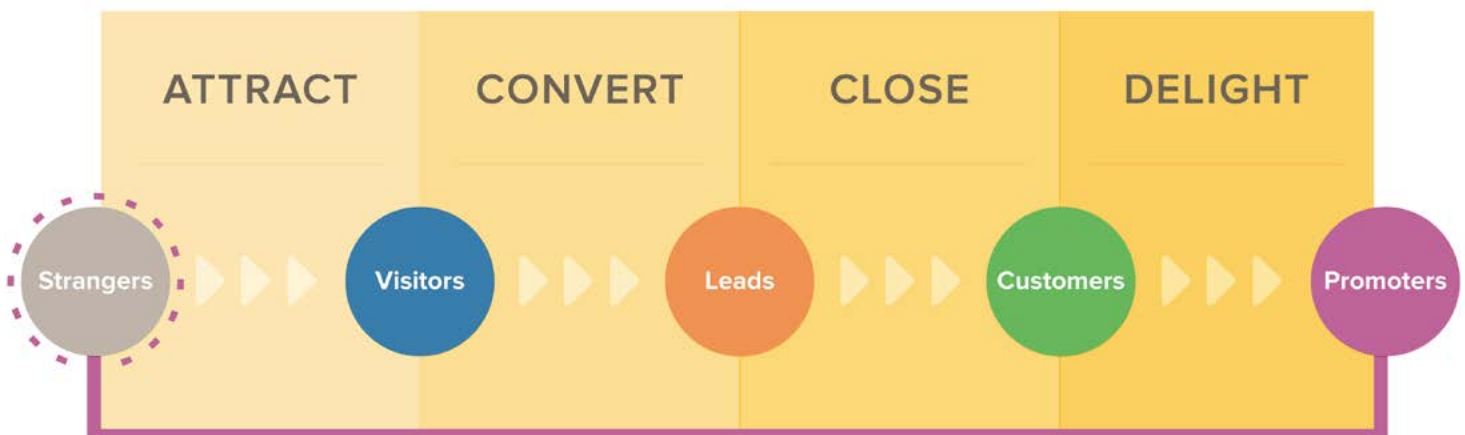 ATTRACT CONVERT CLOSE DELIGHT
Strangers Visitors Leads Customers Promoters